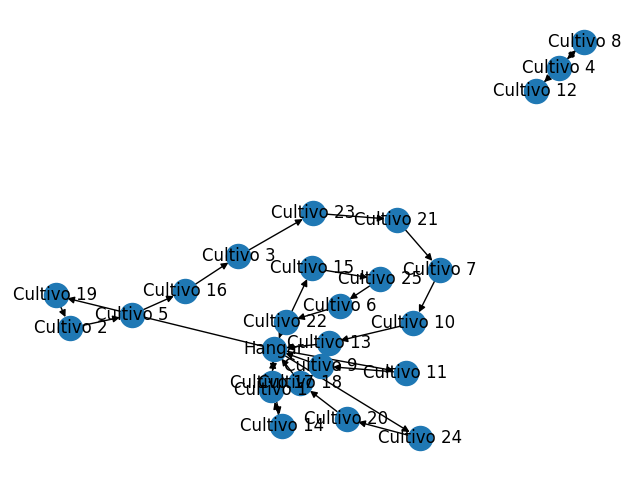 Cultivo 8
Cultivo 4
Cultivo 12
Cultivo 23
Cultivo 21
Cultivo 3
Cultivo 15
Cultivo 7
Cultivo 25
Cultivo 16
Cultivo 19
Cultivo 6
Cultivo 5
Cultivo 22
Cultivo 10
Cultivo 2
Cultivo 13
Hangar
Cultivo 9
Cultivo 11
Cultivo 17
Cultivo 18
Cultivo 1
Cultivo 20
Cultivo 14
Cultivo 24